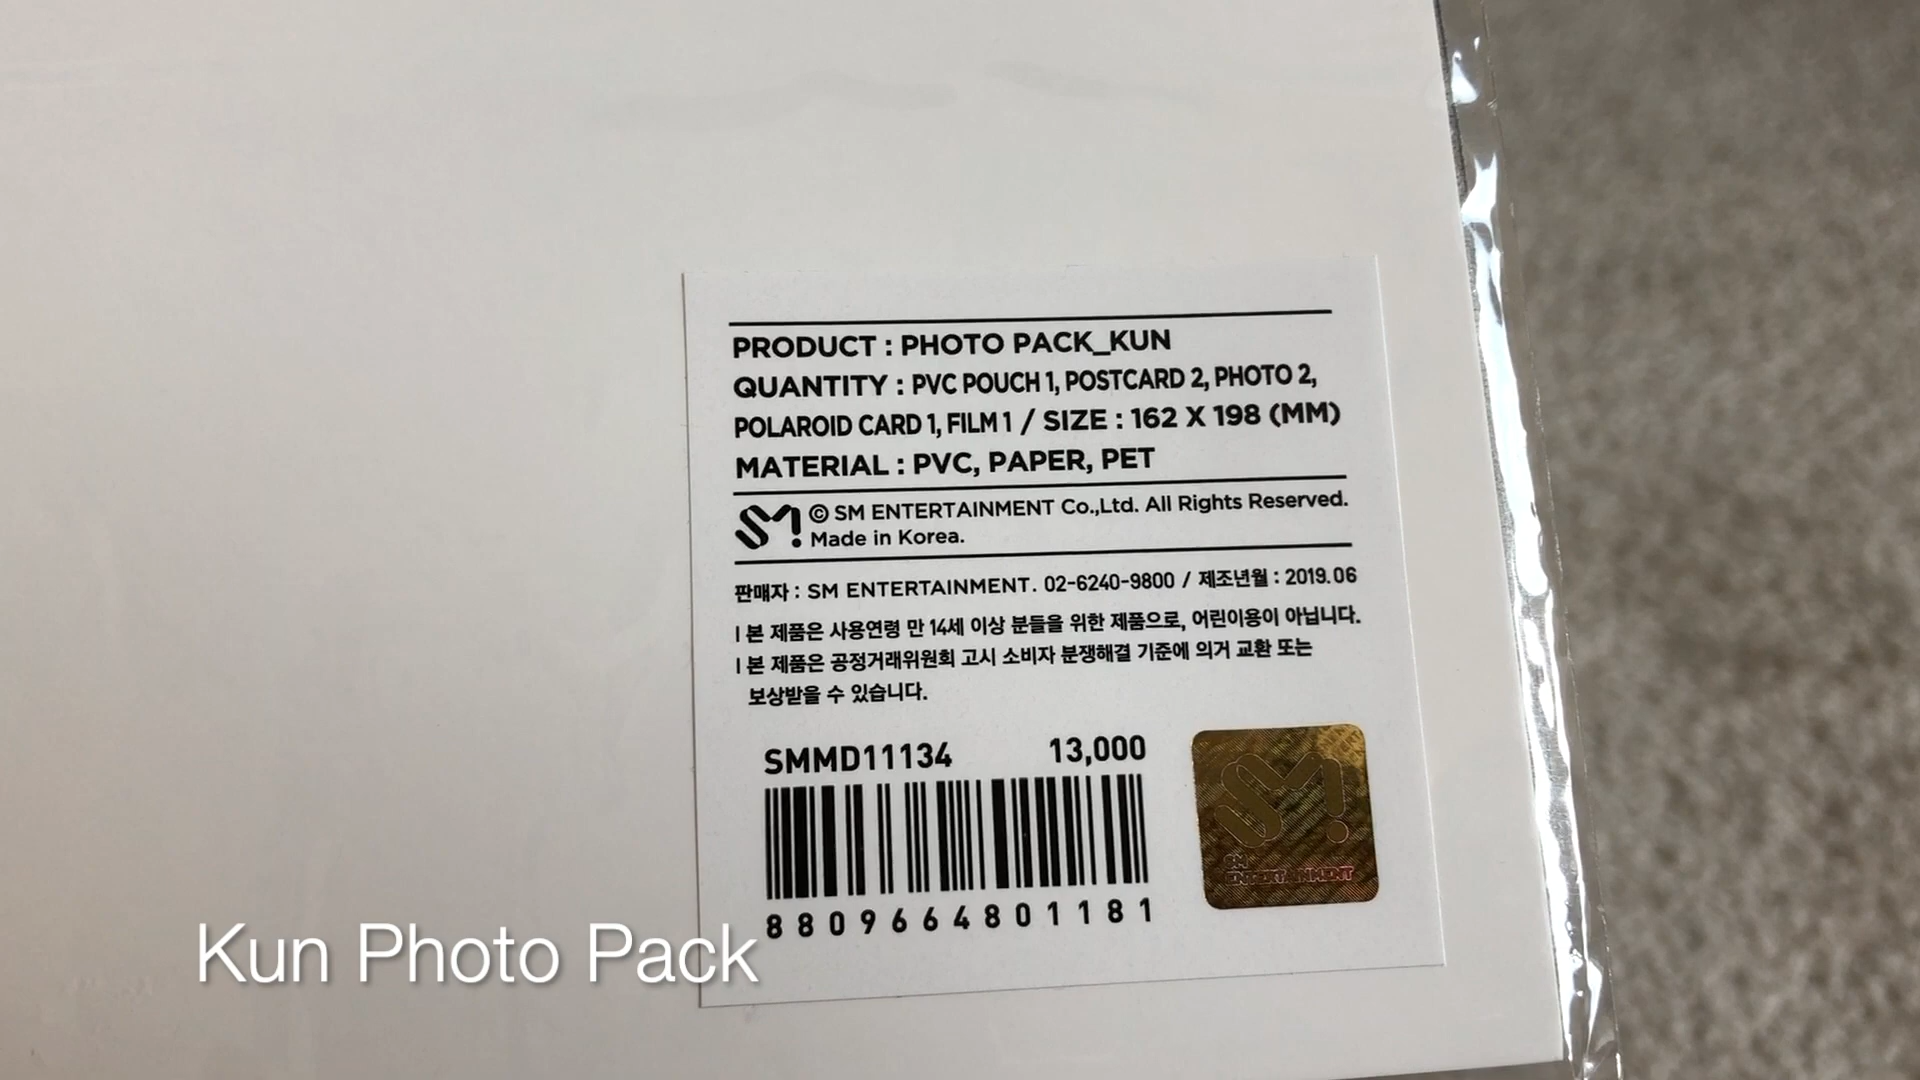 PRODUCT : PHOTO PACK_KUN
QUANTITY : PVC POUCH 1, POSTCARD 2, PHOTO 2,
POLAROID CARD 1, FILM 1 / SIZE : 162 X 198 (MM)
MATERIAL : PVC, PAPER, PET
SM! © SM ENTERTAINMENT Co.,Ltd. All Rights Reserved.
Made in Korea.
판매자 : SM ENTERTAINMENT. 02-6240-9800 / 제조년월 : 2019.06
I 본 제품은 사용연령 만 14세 이상 분들을 위한 제품으로, 어린이용이 아닙니다.
I 본 제품은 공정거래위원회 고시 소비자 분쟁해결 기준에 의거 교환 또는
보상받을 수 있습니다.
SMMD11134 13,000
8809664801181
SM!
SM
ENTERTAINMENT
Kun Photo Pack